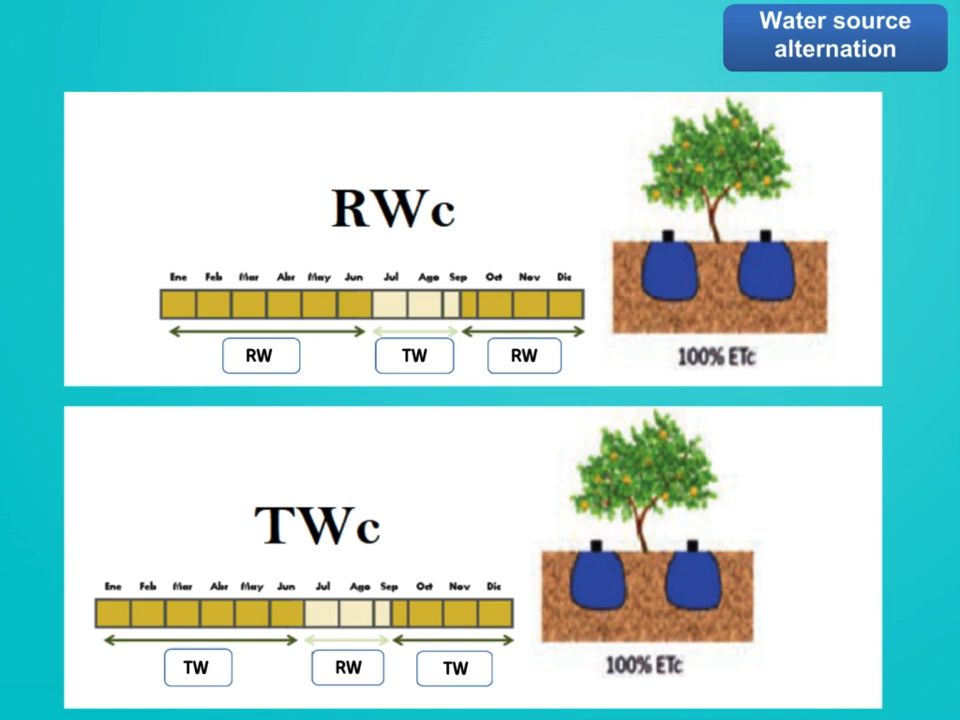 Water source
alternation
RWc
Ene Feb Mar Abr May Jun Jul Ago Sep Oct Nov Dic
RW TW RW
100% ETc
TWc
Ene Feb Mar Abr May Jun Jul Ago Sep Oct Nov Dic
TW RW TW
100% ETc